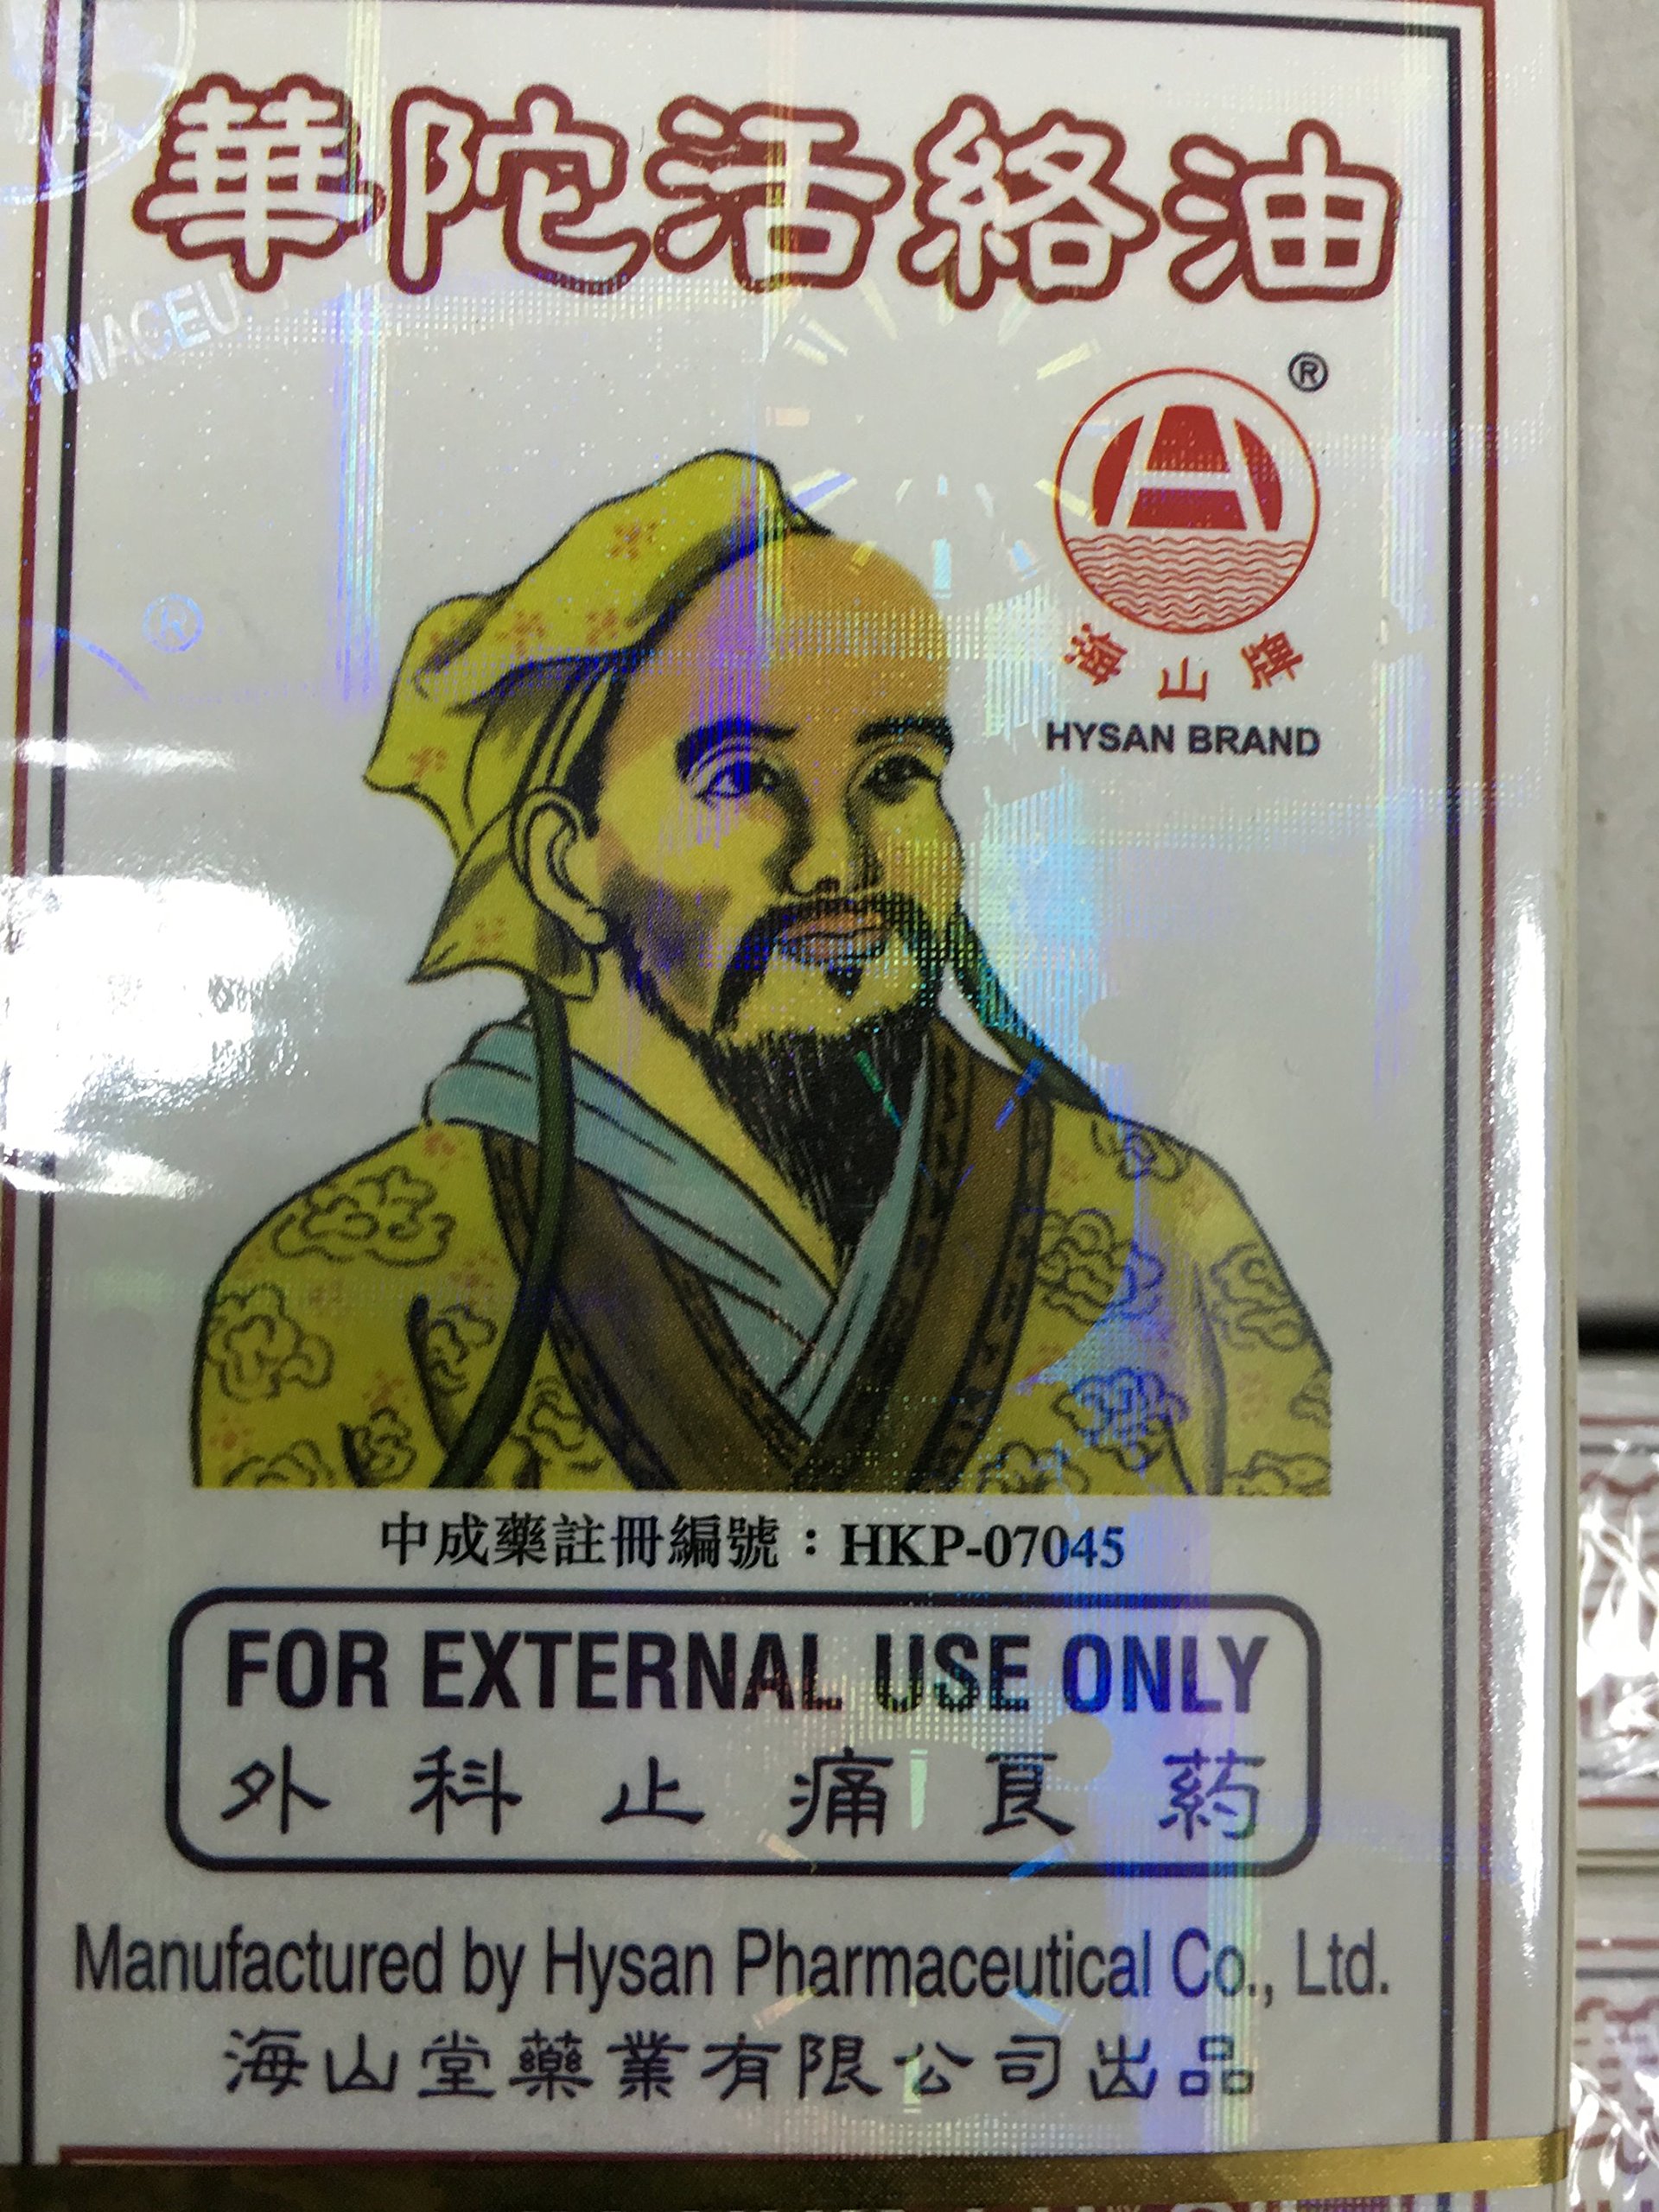 華陀活絡油
®
海山牌
HYSAN BRAND
®
中成藥註冊編號：HKP-07045
FOR EXTERNAL USE ONLY
外科止痛良葯
Manufactured by Hysan Pharmaceutical Co., Ltd.
海山堂藥業有限公司出品